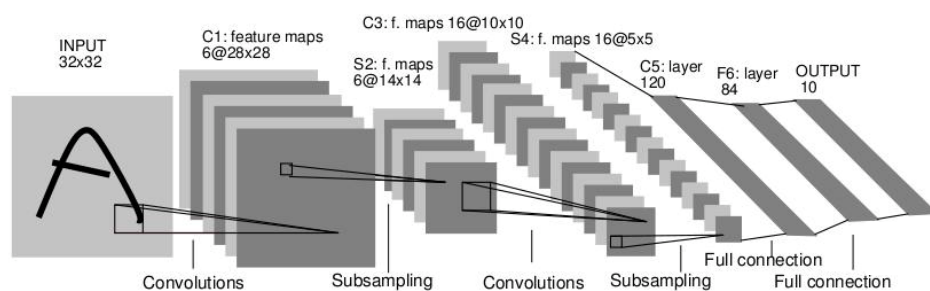 INPUT
32x32
C1: feature maps
6@28x28
S2: f. maps
6@14x14
C3: f. maps 16@10x10
S4: f. maps 16@5x5
C5: layer
120
F6: layer
84
OUTPUT
10
A
Convolutions
Subsampling
Convolutions
Subsampling
Full connection
Full connection